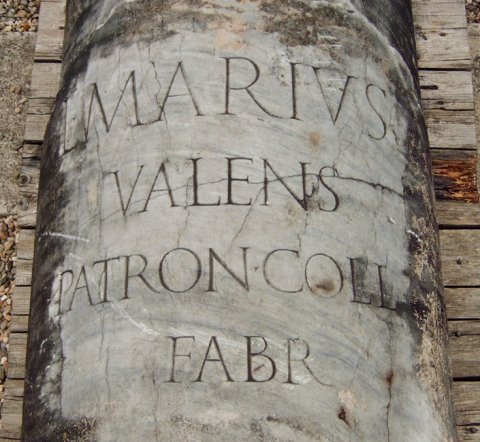 L MARIVS
VALENS
PATRON·COLL
FABR